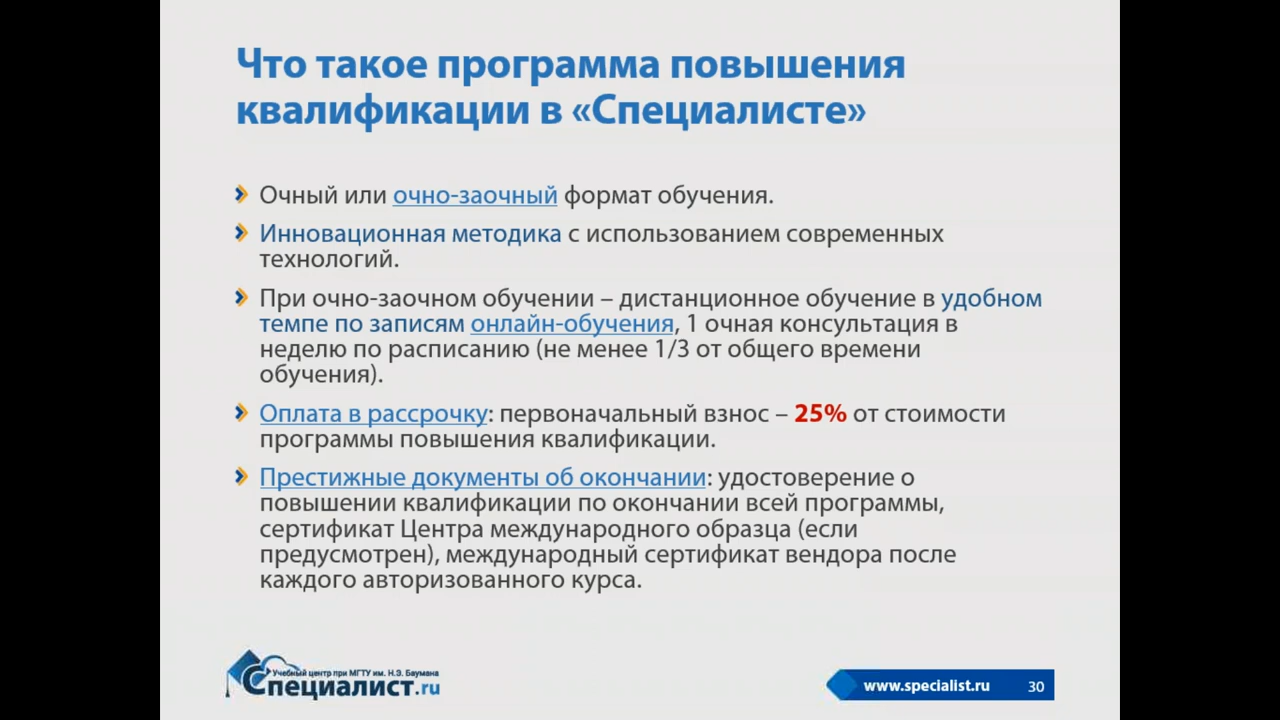 Что такое программа повышения
квалификации в «Специалисте»
Очный или очно-заочный формат обучения.
Инновационная методика с использованием современных
технологий.
При очно-заочном обучении – дистанционное обучение в удобном
темпе по записям онлайн-обучения, 1 очная консультация в
неделю по расписанию (не менее 1/3 от общего времени
обучения).
Оплата в рассрочку: первоначальный взнос – 25% от стоимости
программы повышения квалификации.
Престижные документы об окончании: удостоверение о
повышении квалификации по окончании всей программы,
сертификат Центра международного образца (если
предусмотрен), международный сертификат вендора после
каждого авторизованного курса.
Учебный центр при МГТУ им. Н.Э. Баумана
Специалист.ru
www.specialist.ru 30